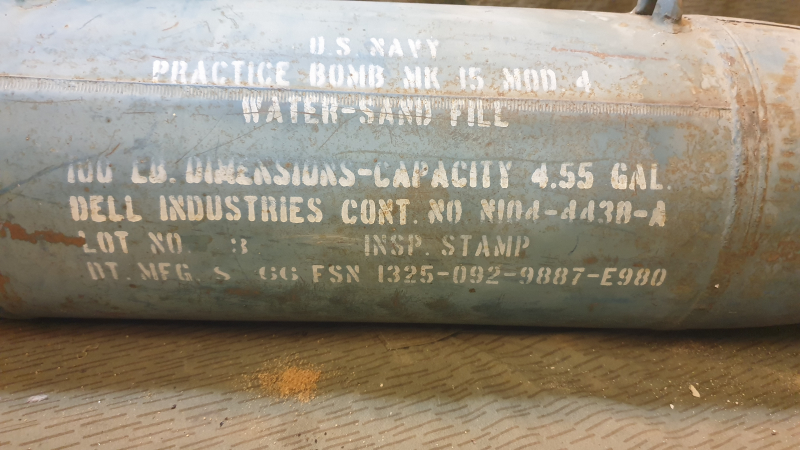 U.S. NAVY
PRACTICE BOMB MK 15 MOD. 4
WATER-SAND FILL
100 LB. DIMENSIONS-CAPACITY 4.55 GAL.
DELL INDUSTRIES CONT. NO N104-4438-A
LOT NO. 3 INSP. STAMP
DT. MFG. 66 FSN 1325-092-9887-E980